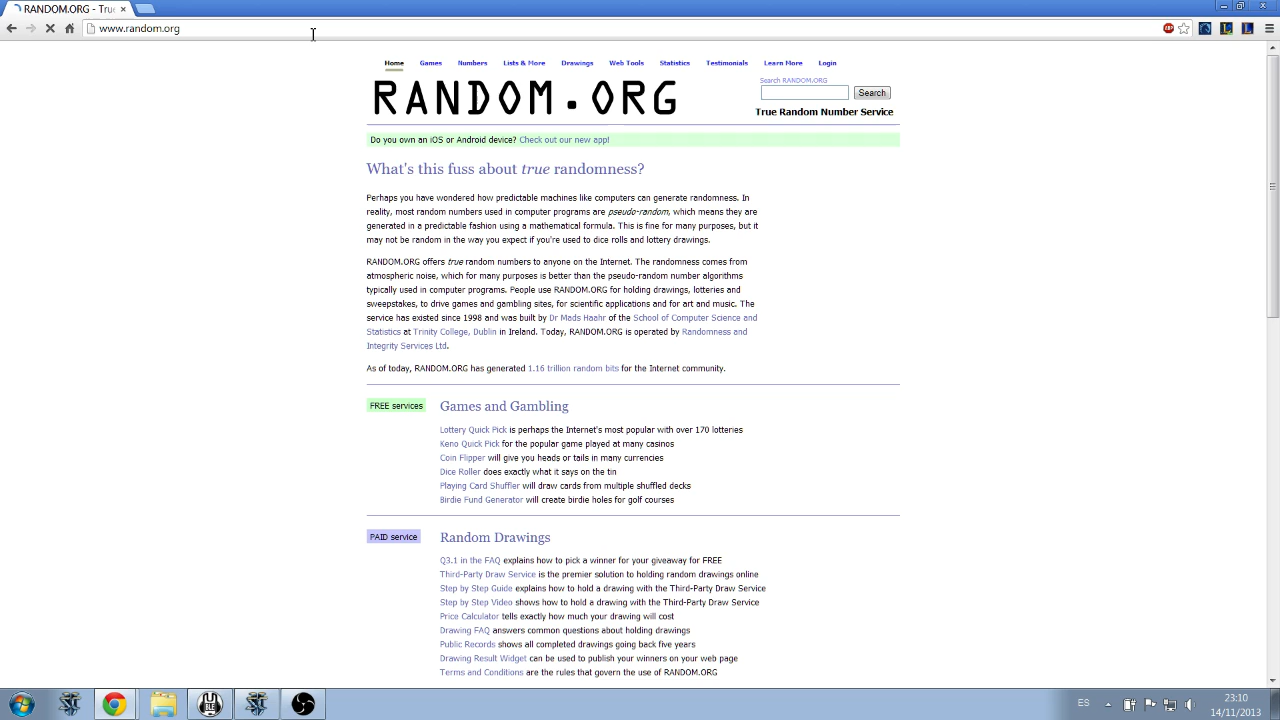 RANDOM.ORG - Tru
www.random.org
Home Games Numbers Lists & More Drawings Web Tools Statistics Testimonials Learn More Login
RANDOM.ORG
Search RANDOM.ORG
Search
True Random Number Service
Do you own an iOS or Android device? Check out our new app!
What's this fuss about true randomness?
Perhaps you have wondered how predictable machines like computers can generate randomness. In
reality, most random numbers used in computer programs are pseudo-random, which means they are
generated in a predictable fashion using a mathematical formula. This is fine for many purposes, but it
may not be random in the way you expect if you're used to dice rolls and lottery drawings.
RANDOM.ORG offers true random numbers to anyone on the Internet. The randomness comes from
atmospheric noise, which for many purposes is better than the pseudo-random number algorithms
typically used in computer programs. People use RANDOM.ORG for holding drawings, lotteries and
sweepstakes, to drive games and gambling sites, for scientific applications and for art and music. The
service has existed since 1998 and was built by Dr Mads Haahr of the School of Computer Science and
Statistics at Trinity College, Dublin in Ireland. Today, RANDOM.ORG is operated by Randomness and
Integrity Services Ltd.
As of today, RANDOM.ORG has generated 1.16 trillion random bits for the Internet community.
FREE services
Games and Gambling
Lottery Quick Pick is perhaps the Internet's most popular with over 170 lotteries
Keno Quick Pick for the popular game played at many casinos
Coin Flipper will give you heads or tails in many currencies
Dice Roller does exactly what it says on the tin
Playing Card Shuffler will draw cards from multiple shuffled decks
Birdie Fund Generator will create birdie holes for golf courses
PAID service
Random Drawings
Q3.1 in the FAQ explains how to pick a winner for your giveaway for FREE
Third-Party Draw Service is the premier solution to holding random drawings online
Step by Step Guide explains how to hold a drawing with the Third-Party Draw Service
Step by Step Video shows how to hold a drawing with the Third-Party Draw Service
Price Calculator tells exactly how much your drawing will cost
Drawing FAQ answers common questions about holding drawings
Public Records shows all completed drawings going back five years
Drawing Result Widget can be used to publish your winners on your web page
Terms and Conditions are the rules that govern the use of RANDOM.ORG
ES
23:10
14/11/2013